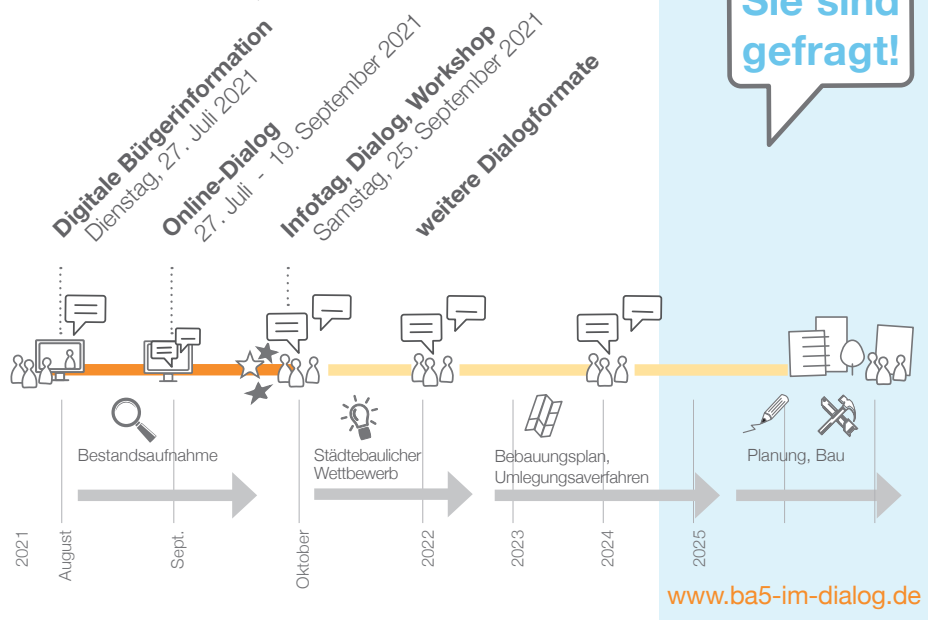 Sie sind
gefragt!
Digitale Bürgerinformation
Dienstag, 27. Juli 2021
Online-Dialog
27. Juli - 19. September 2021
Infotag, Dialog, Workshop
Samstag, 25. September 2021
weitere Dialogformate
Bestandsaufnahme
Städtebaulicher
Wettbewerb
Bebauungsplan,
Umlegungsaverfahren
Planung, Bau
2021
August
Sept.
Oktober
2022
2023
2024
2025
www.ba5-im-dialog.de